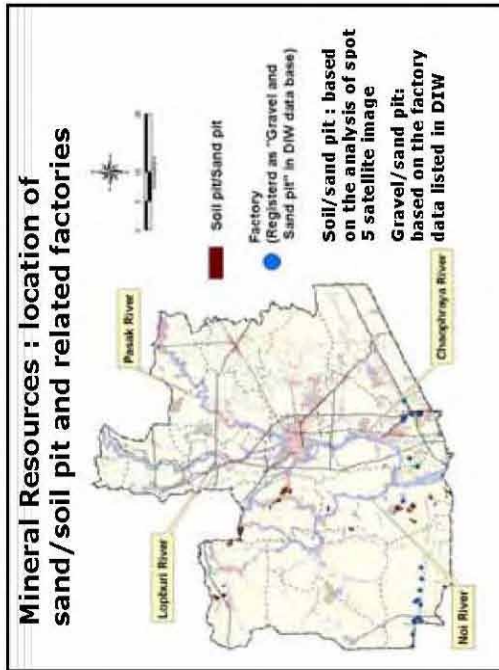 Mineral Resources : location of
sand/soil pit and related factories
Pasak River
Lopburi River
Noi River
Chaophraya River
Soil pit/Sand pit
Factory
(Registerd as "Gravel and
Sand pit" in DIW data base)
Soil/sand pit : based
on the analysis of spot
5 satellite image
Gravel/sand pit:
based on the factory
data listed in DIW